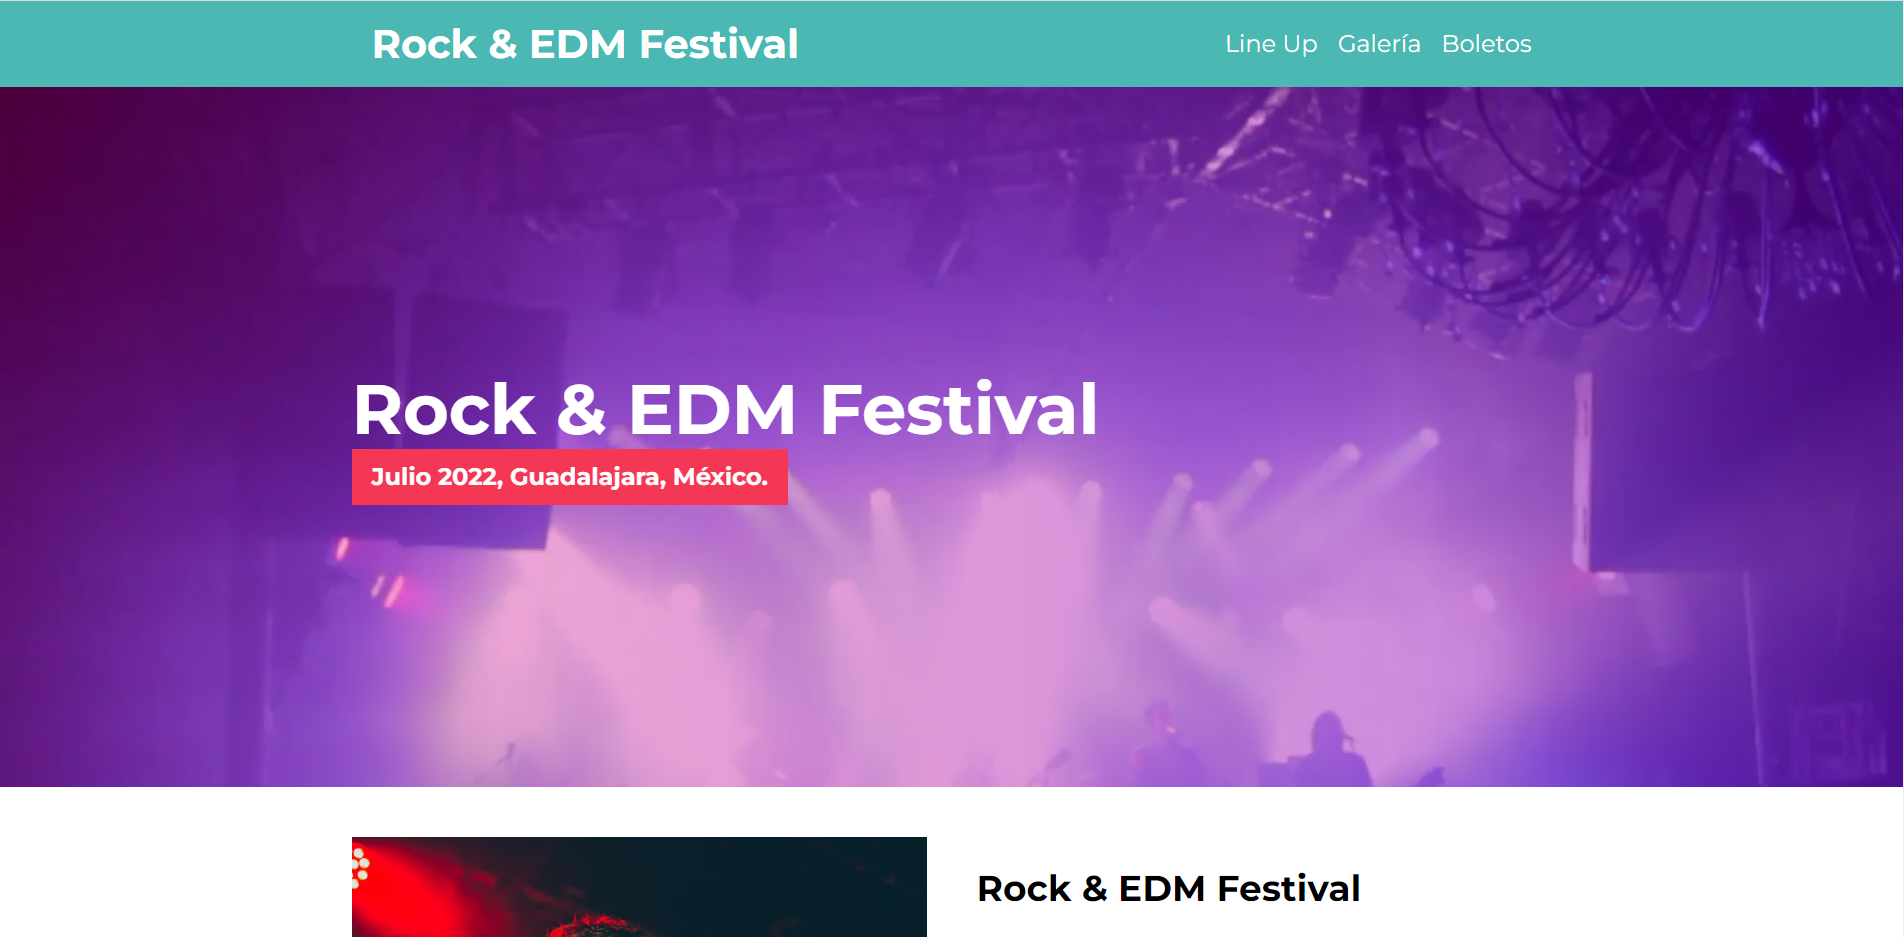 Rock & EDM Festival
Line Up Galería Boletos
Rock & EDM Festival
Julio 2022, Guadalajara, México.
Rock & EDM Festival